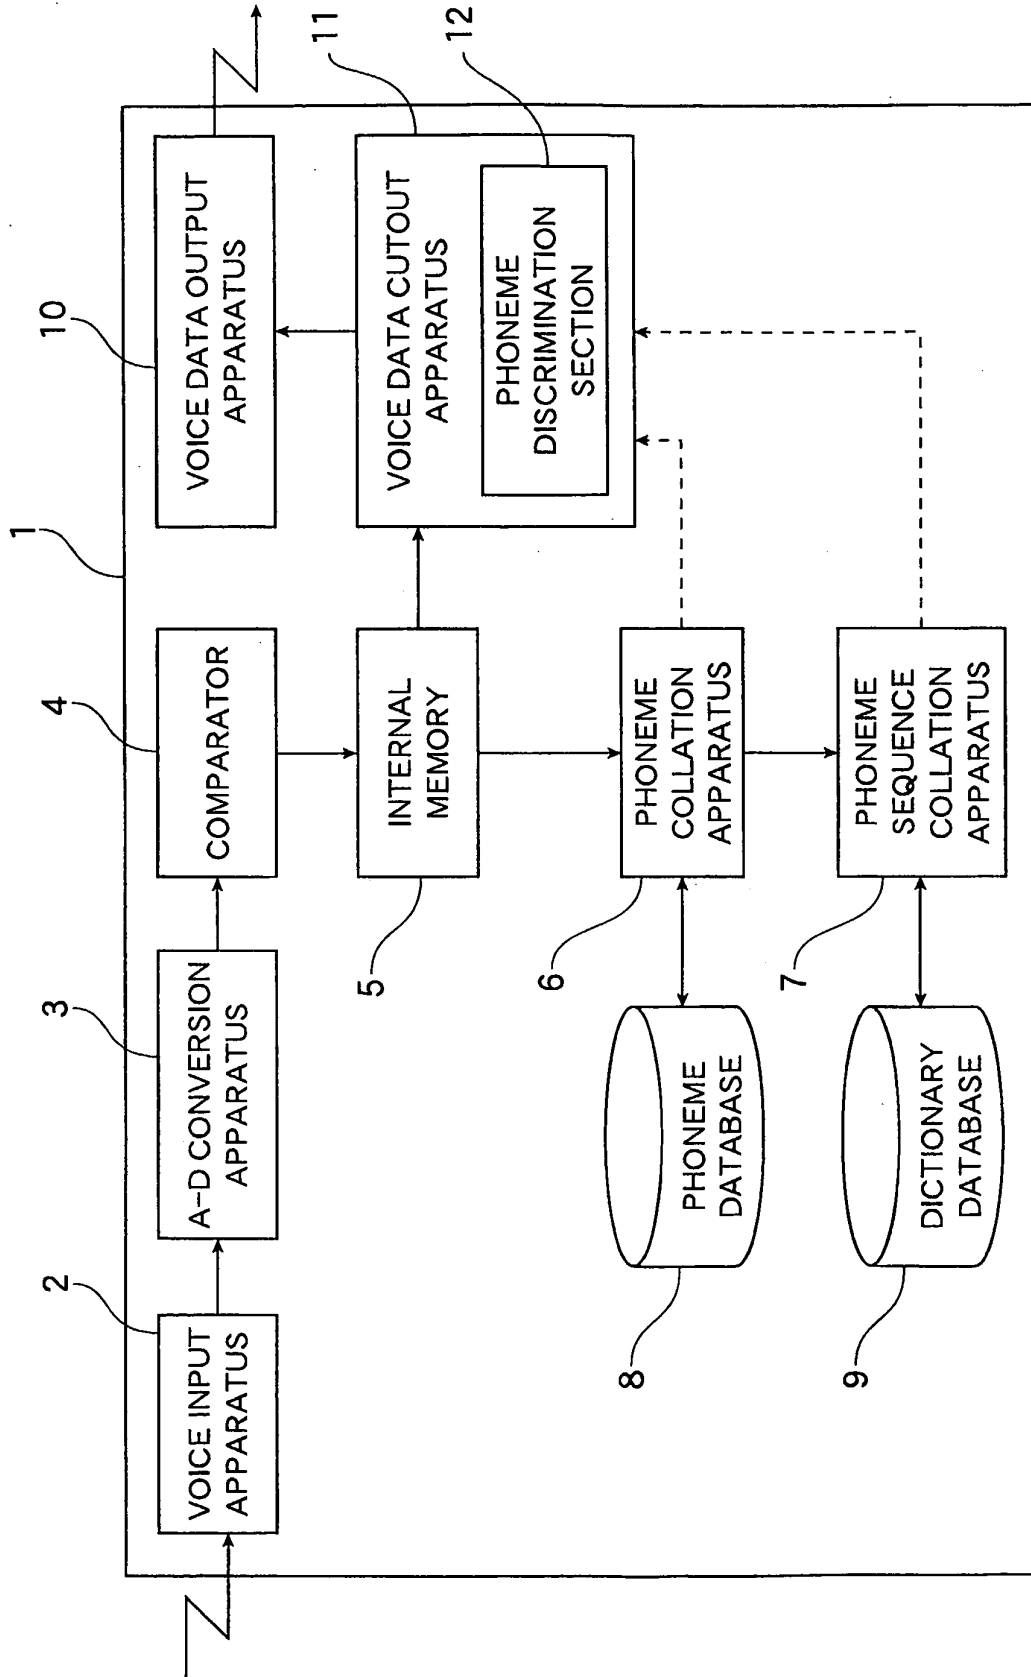 1
2
VOICE INPUT
APPARATUS
3
A-D CONVERSION
APPARATUS
4
COMPARATOR
10
VOICE DATA OUTPUT
APPARATUS
5
INTERNAL
MEMORY
11
VOICE DATA CUTOUT
APPARATUS
12
PHONEME
DISCRIMINATION
SECTION
8
PHONEME
DATABASE
6
PHONEME
COLLATION
APPARATUS
9
DICTIONARY
DATABASE
7
PHONEME
SEQUENCE
COLLATION
APPARATUS